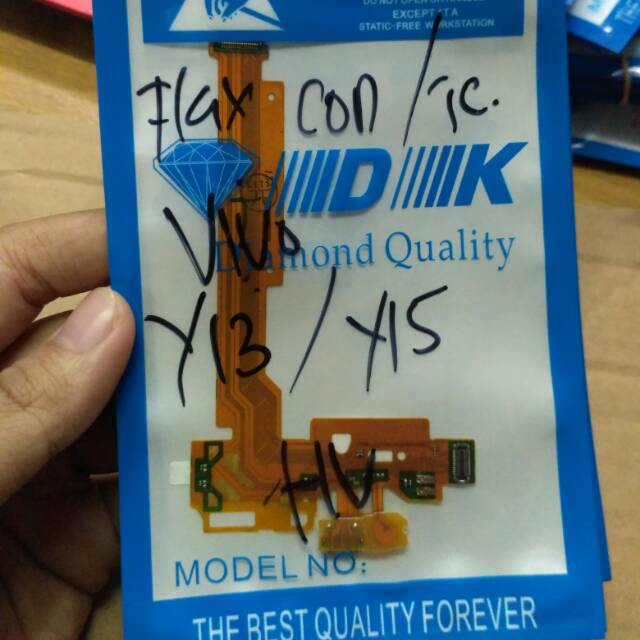 EXCEPT AT A
STATIC-FREE WORKSTATION
Flax con / ic.
DK
VIVO
Diamond Quality
Y13 / Y15
MODEL NO:
THE BEST QUALITY FOREVER